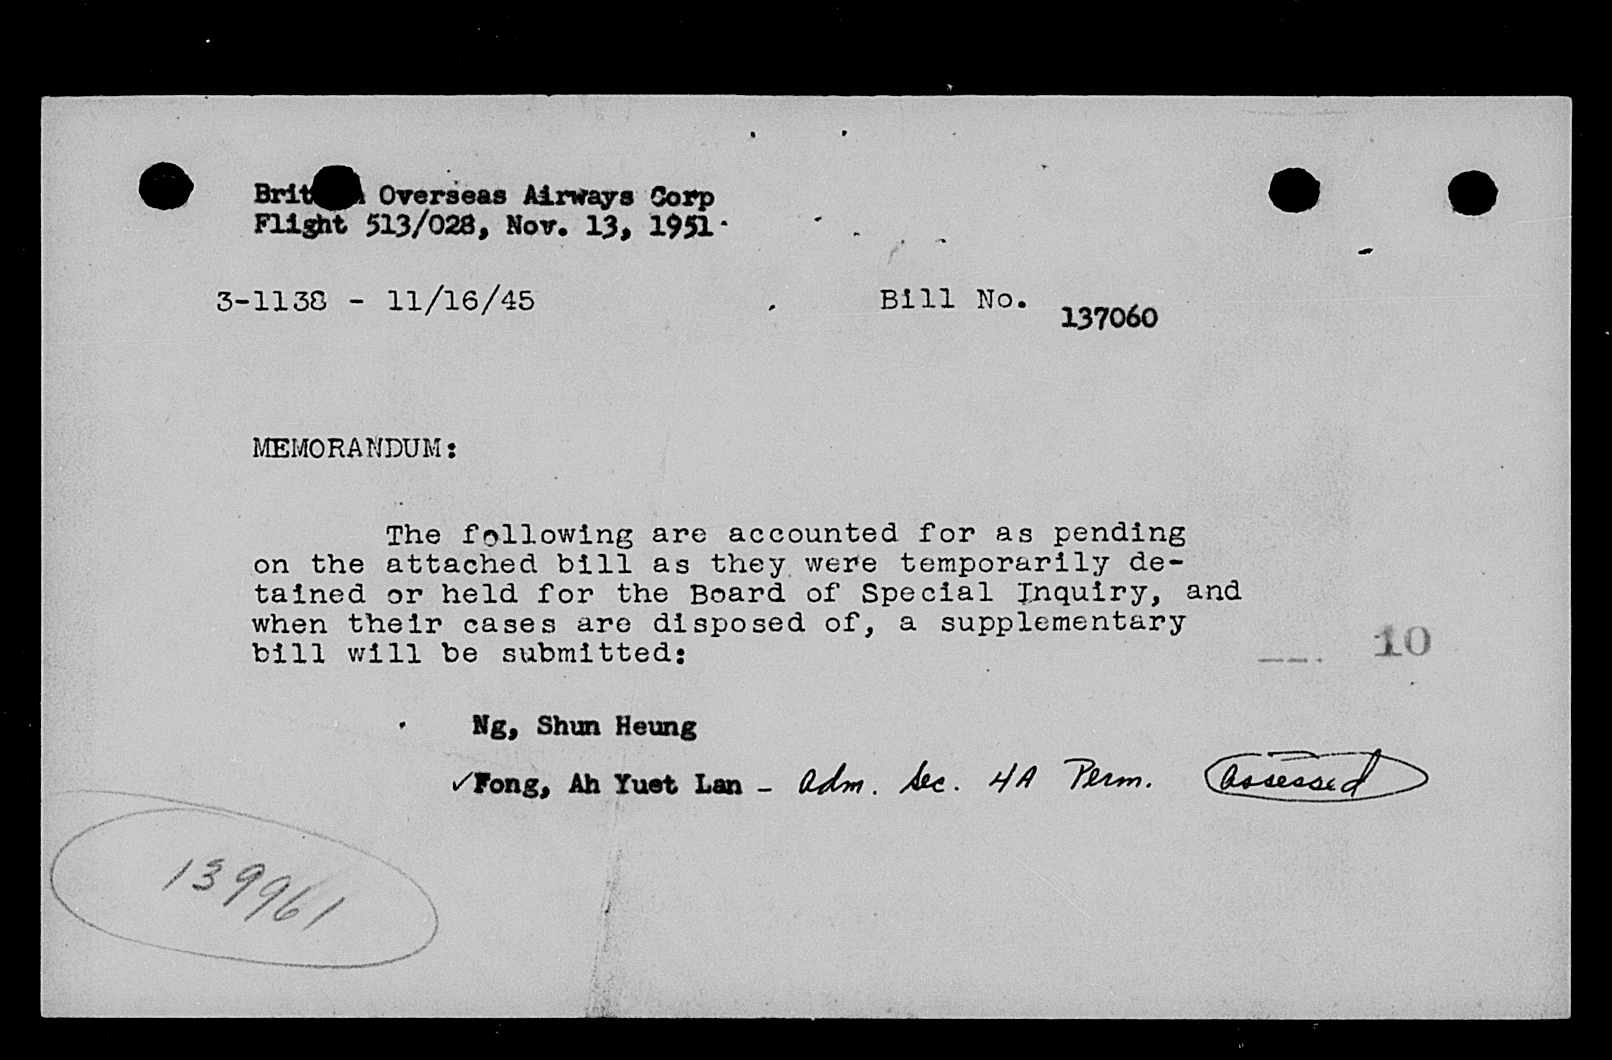 British Overseas Airways Corp
Flight 513/028, Nov. 13, 1951
3-1138 - 11/16/45
Bill No. 137060
MEMORANDUM:
The following are accounted for as pending
on the attached bill as they were temporarily de-
tained or held for the Board of Special Inquiry, and
when their cases are disposed of, a supplementary
bill will be submitted:
10
Ng, Shun Heung
✓Fong, Ah Yuet Lan - adm. Sec. 4A Perm. assessed
139961